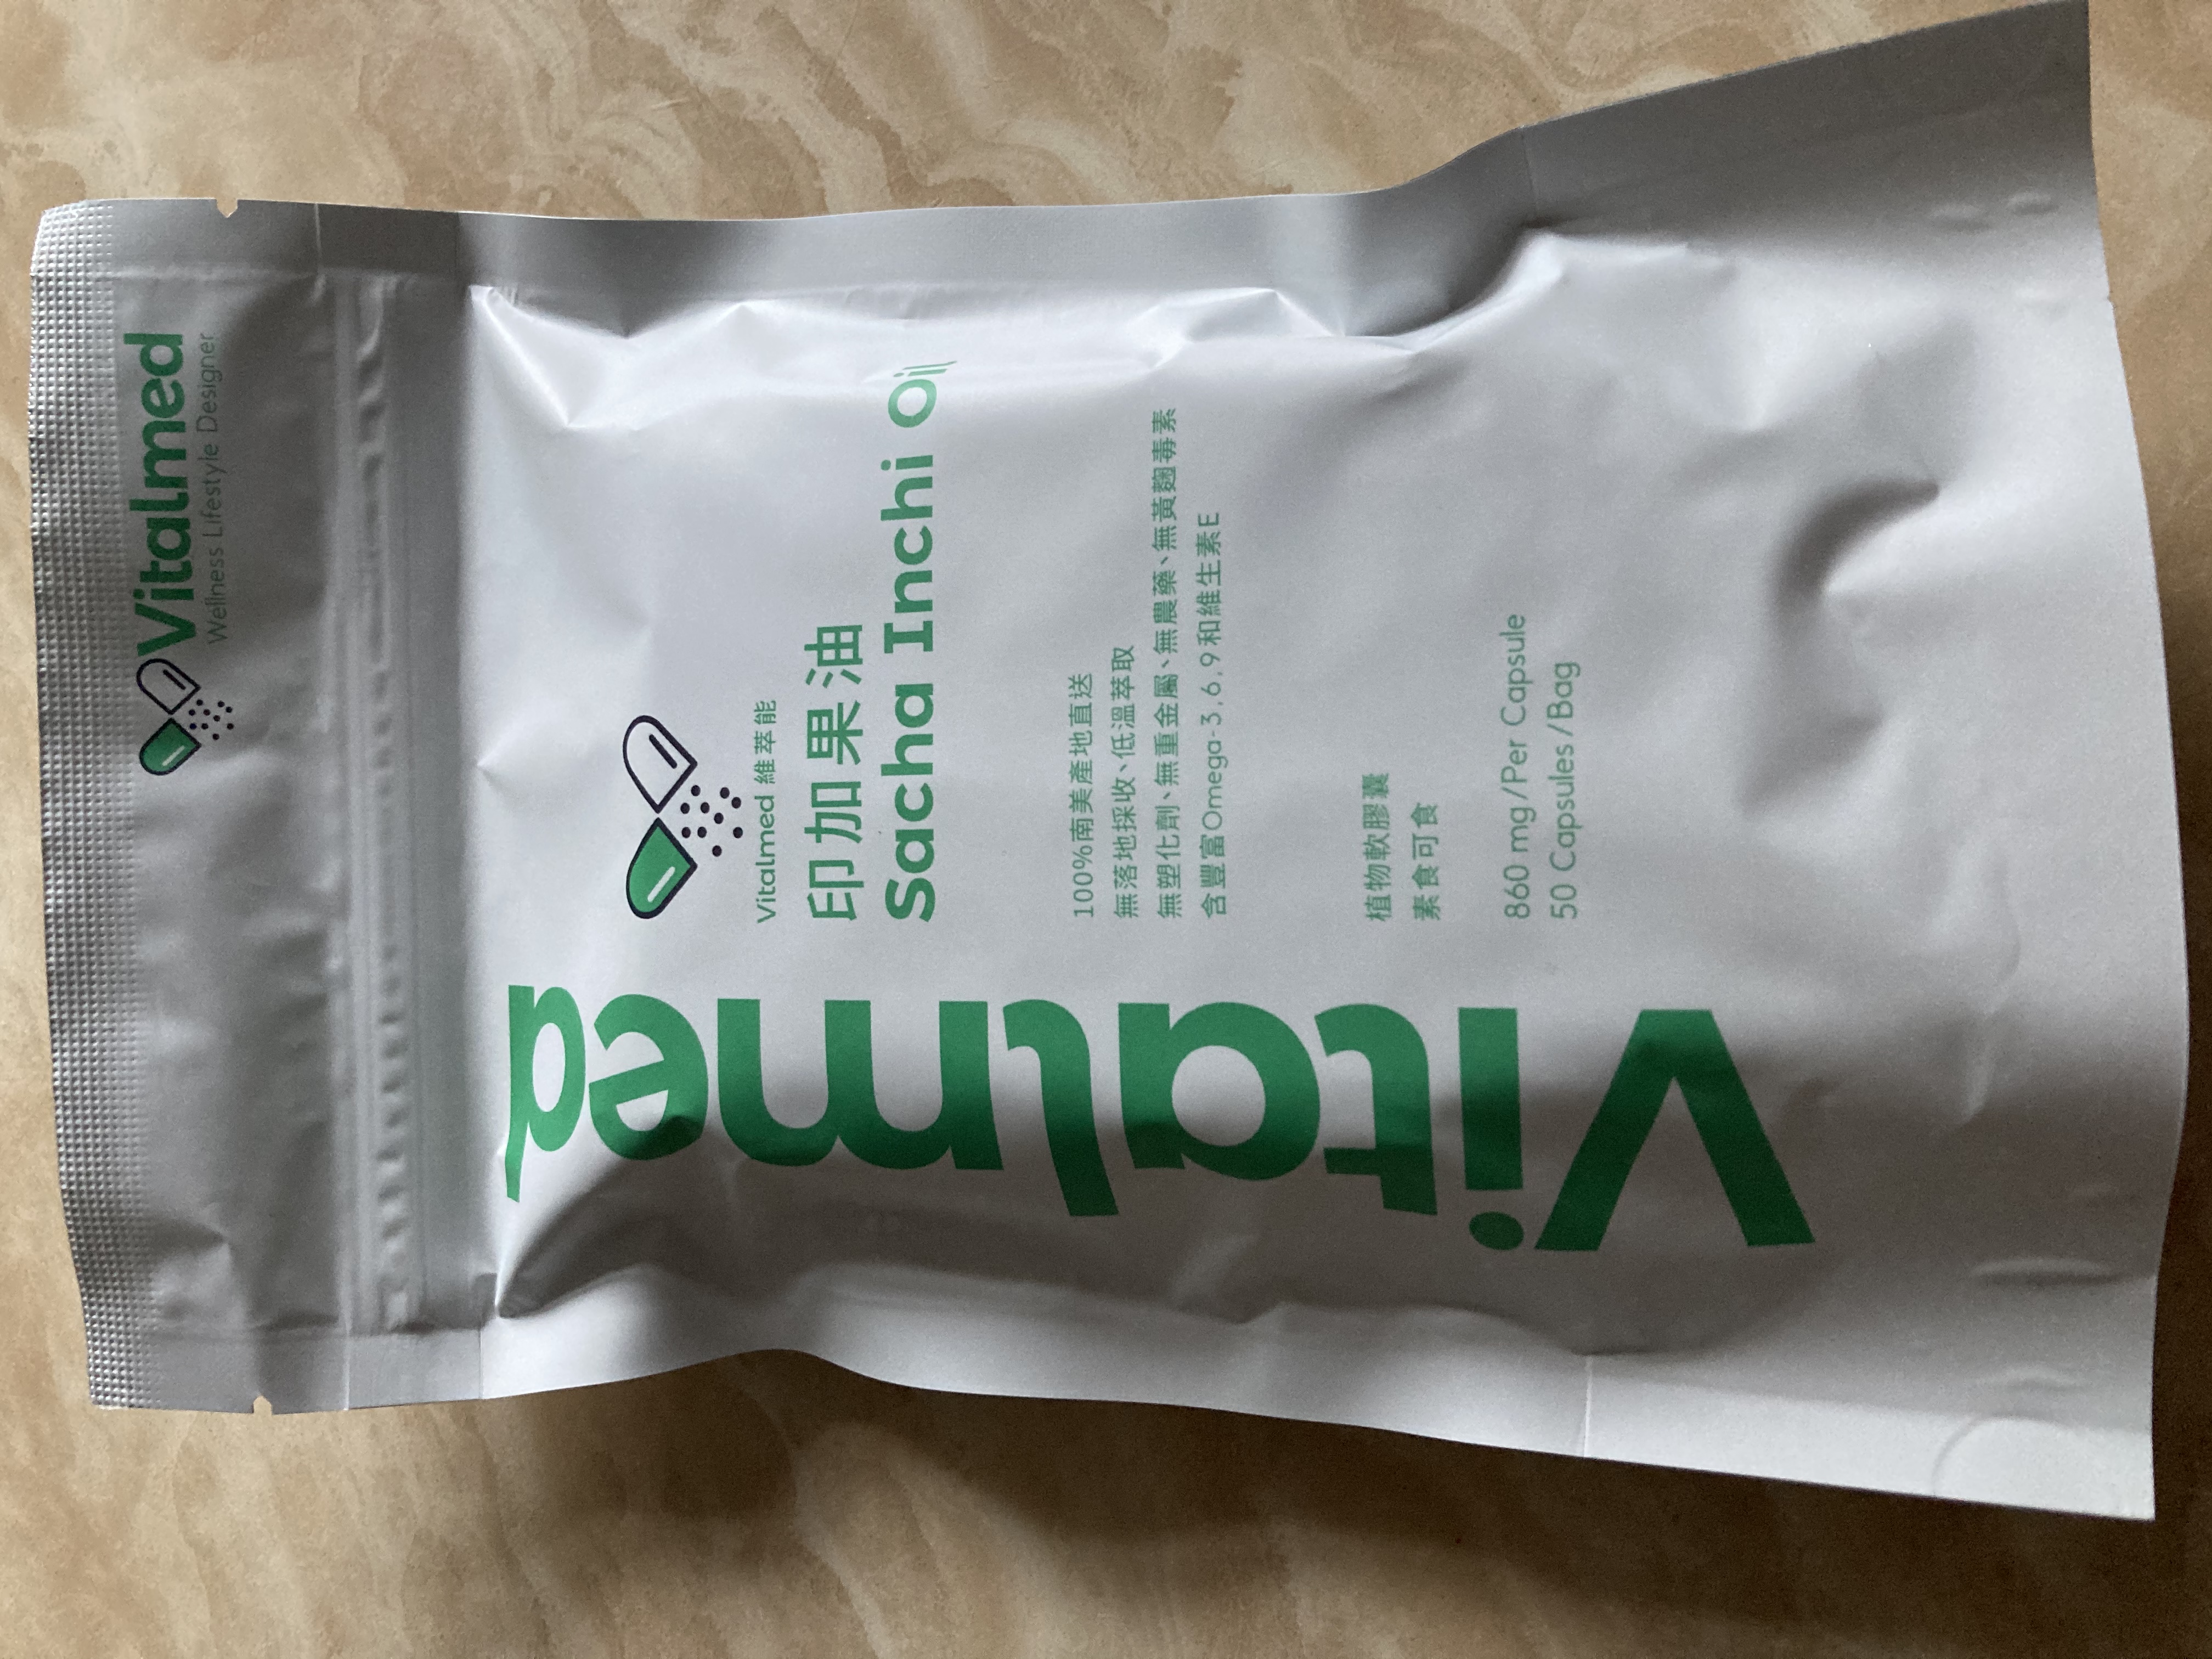 Vitalmed
Wellness Lifestyle Designer
Vitalmed 維萃能
印加果油
Sacha Inchi Oil
100%南美產地直送
無落地採收、低溫萃取
無塑化劑、無重金屬、無農藥、無黃麴毒素
含豐富Omega-3,6,9和維生素E
植物軟膠囊
素食可食
860 mg/Per Capsule
50 Capsules/Bag
Vitalmed